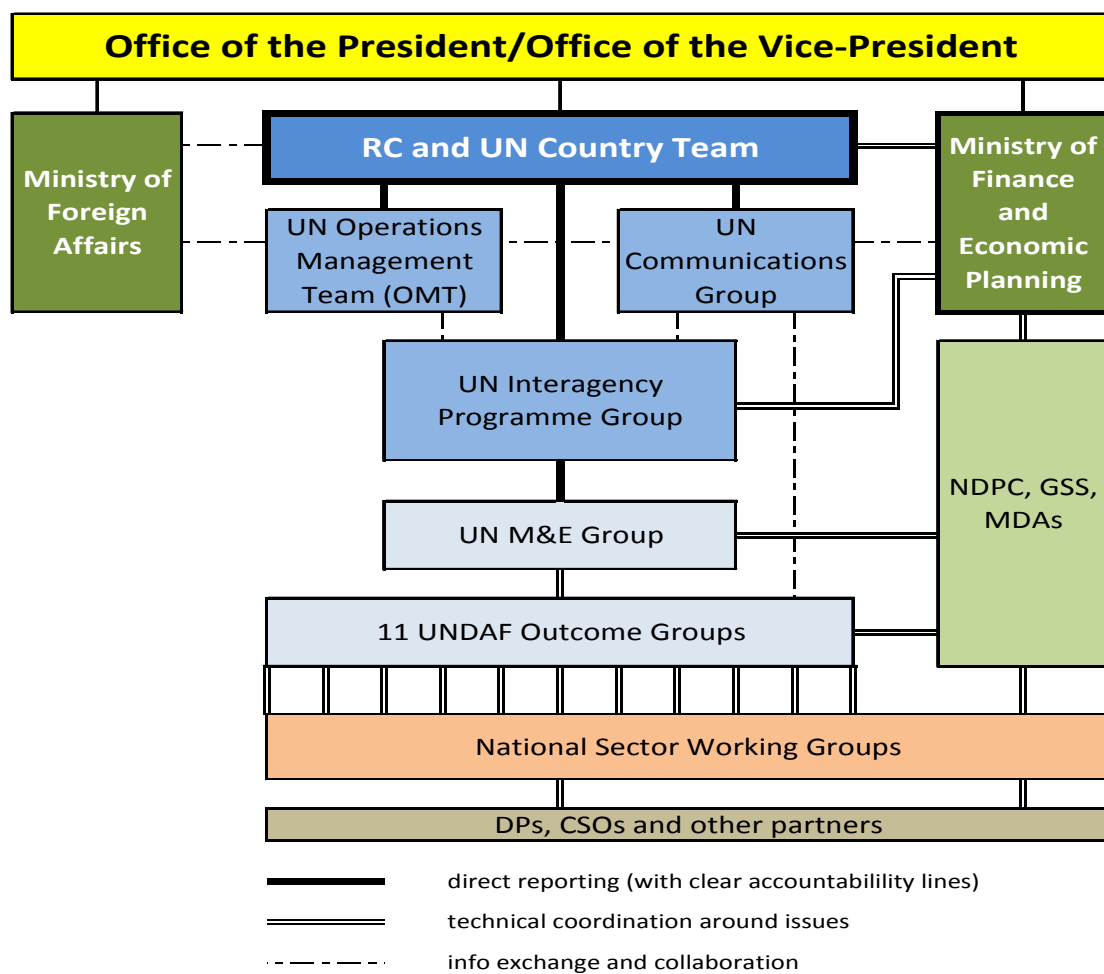 Office of the President/Office of the Vice-President
Ministry of
Foreign
Affairs
RC and UN Country Team
Ministry of
Finance
and
Economic
Planning
UN Operations
Management
Team (OMT)
UN
Communications
Group
UN Interagency
Programme Group
NDPC, GSS,
MDAs
UN M&E Group
11 UNDAF Outcome Groups
National Sector Working Groups
DPs, CSOs and other partners
direct reporting (with clear accountabilility lines)
technical coordination around issues
info exchange and collaboration